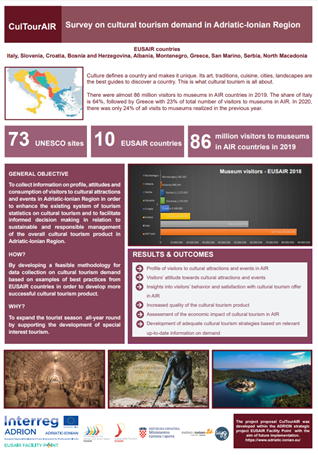 CulTourAIR
Survey on cultural tourism demand in Adriatic-Ionian Region
EUSAIR countries
Italy, Slovenia, Croatia, Bosnia and Herzegovina, Albania, Montenegro, Greece, San Marino, Serbia, North Macedonia
Culture defines a country and makes it unique. Its art, traditions, cuisine, cities, landscapes are
the best guides to discover a country. This is what cultural tourism is all about.
There were almost 86 million visitors to museums in EUSAIR countries in 2019. The share of Italy
is 64%, followed by Greece with 23% of total number of visitors to museums in AIR. In 2020,
there was only 24% of all visits to museums realized in the previous year.
73 UNESCO sites
10 EUSAIR countries
86 million visitors to museums
in AIR countries in 2019
GENERAL OBJECTIVE
To collect information on profile, attitudes and
consumption of visitors to cultural attractions
and events in Adriatic-Ionian Region in order
to enhance the existing system of tourism
statistics on cultural tourism and to facilitate
informed decision making in relation to
sustainable and responsible management
of the overall cultural tourism product in
Adriatic-Ionian Region.
HOW?
By developing a feasible methodology for
data collection on cultural tourism demand
based on examples of best practices from
EUSAIR countries in order to develop more
successful cultural tourism product.
WHY?
To expand the tourist season all-year round
by supporting the development of special
interest tourism.
Museum visitors - EUSAIR 2018
RESULTS & OUTCOMES
Profile of visitors to cultural attractions and events in AIR
Visitors' attitude towards cultural attractions and events
Insights into visitors' behavior and satisfaction with cultural tourism offer
in AIR
Increased quality of the cultural tourism product
Assessment of the economic impact of cultural tourism in AIR
Development of adequate cultural tourism strategies based on relevant
up-to-date information on demand
Interreg
ADRION ADRIATIC-IONIAN
EUSAIR FACILITY POINT
The project proposal CulTourAIR was
developed within the ADRION strategic
project EUSAIR Facility Point with the
aim of future implementation.
https://www.adriatic-ionian.eu/